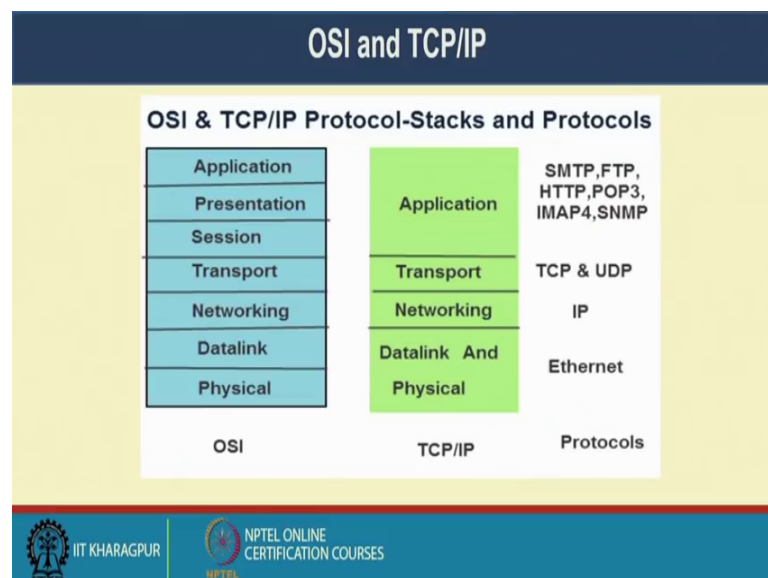 OSI and TCP/IP
OSI & TCP/IP Protocol-Stacks and Protocols
Application
Presentation
Session
Transport
Networking
Datalink
Physical
OSI
Application
Transport
Networking
Datalink And
Physical
TCP/IP
SMTP,FTP,
HTTP,POP3,
IMAP4,SNMP
TCP & UDP
IP
Ethernet
Protocols
IIT KHARAGPUR
NPTEL ONLINE
CERTIFICATION COURSES
NPTEL